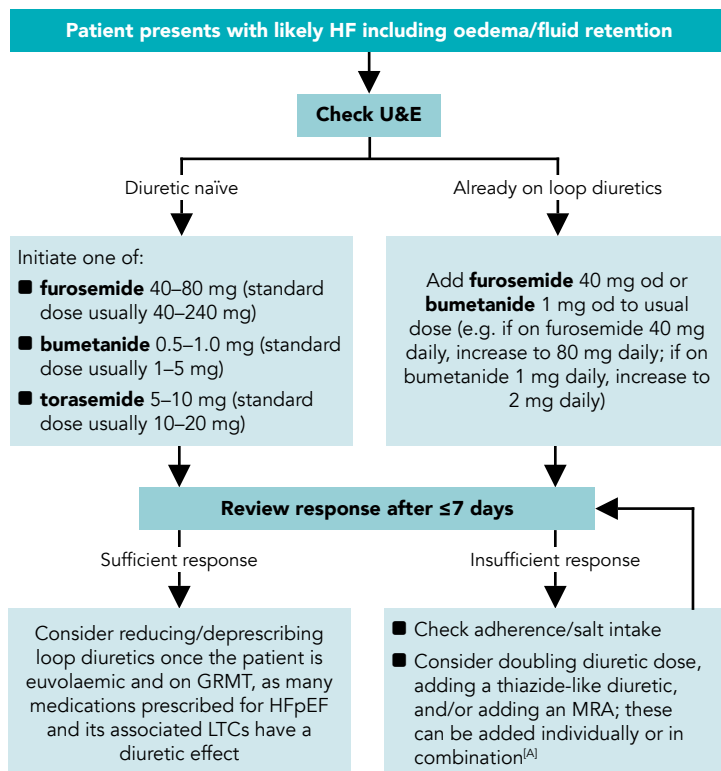 Patient presents with likely HF including oedema/fluid retention
Check U&E
Diuretic naïve
Already on loop diuretics
Initiate one of:
■ furosemide 40–80 mg (standard
dose usually 40–240 mg)
■ bumetanide 0.5–1.0 mg (standard
dose usually 1–5 mg)
■ torasemide 5–10 mg (standard
dose usually 10–20 mg)
Add furosemide 40 mg od or
bumetanide 1 mg od to usual
dose (e.g. if on furosemide 40 mg
daily, increase to 80 mg daily; if on
bumetanide 1 mg daily, increase to
2 mg daily)
Review response after ≤7 days
Sufficient response
Insufficient response
Consider reducing/deprescribing
loop diuretics once the patient is
euvolaemic and on GRMT, as many
medications prescribed for HFpEF
and its associated LTCs have a
diuretic effect
■ Check adherence/salt intake
■ Consider doubling diuretic dose,
adding a thiazide-like diuretic,
and/or adding an MRA; these
can be added individually or in
combination[A]